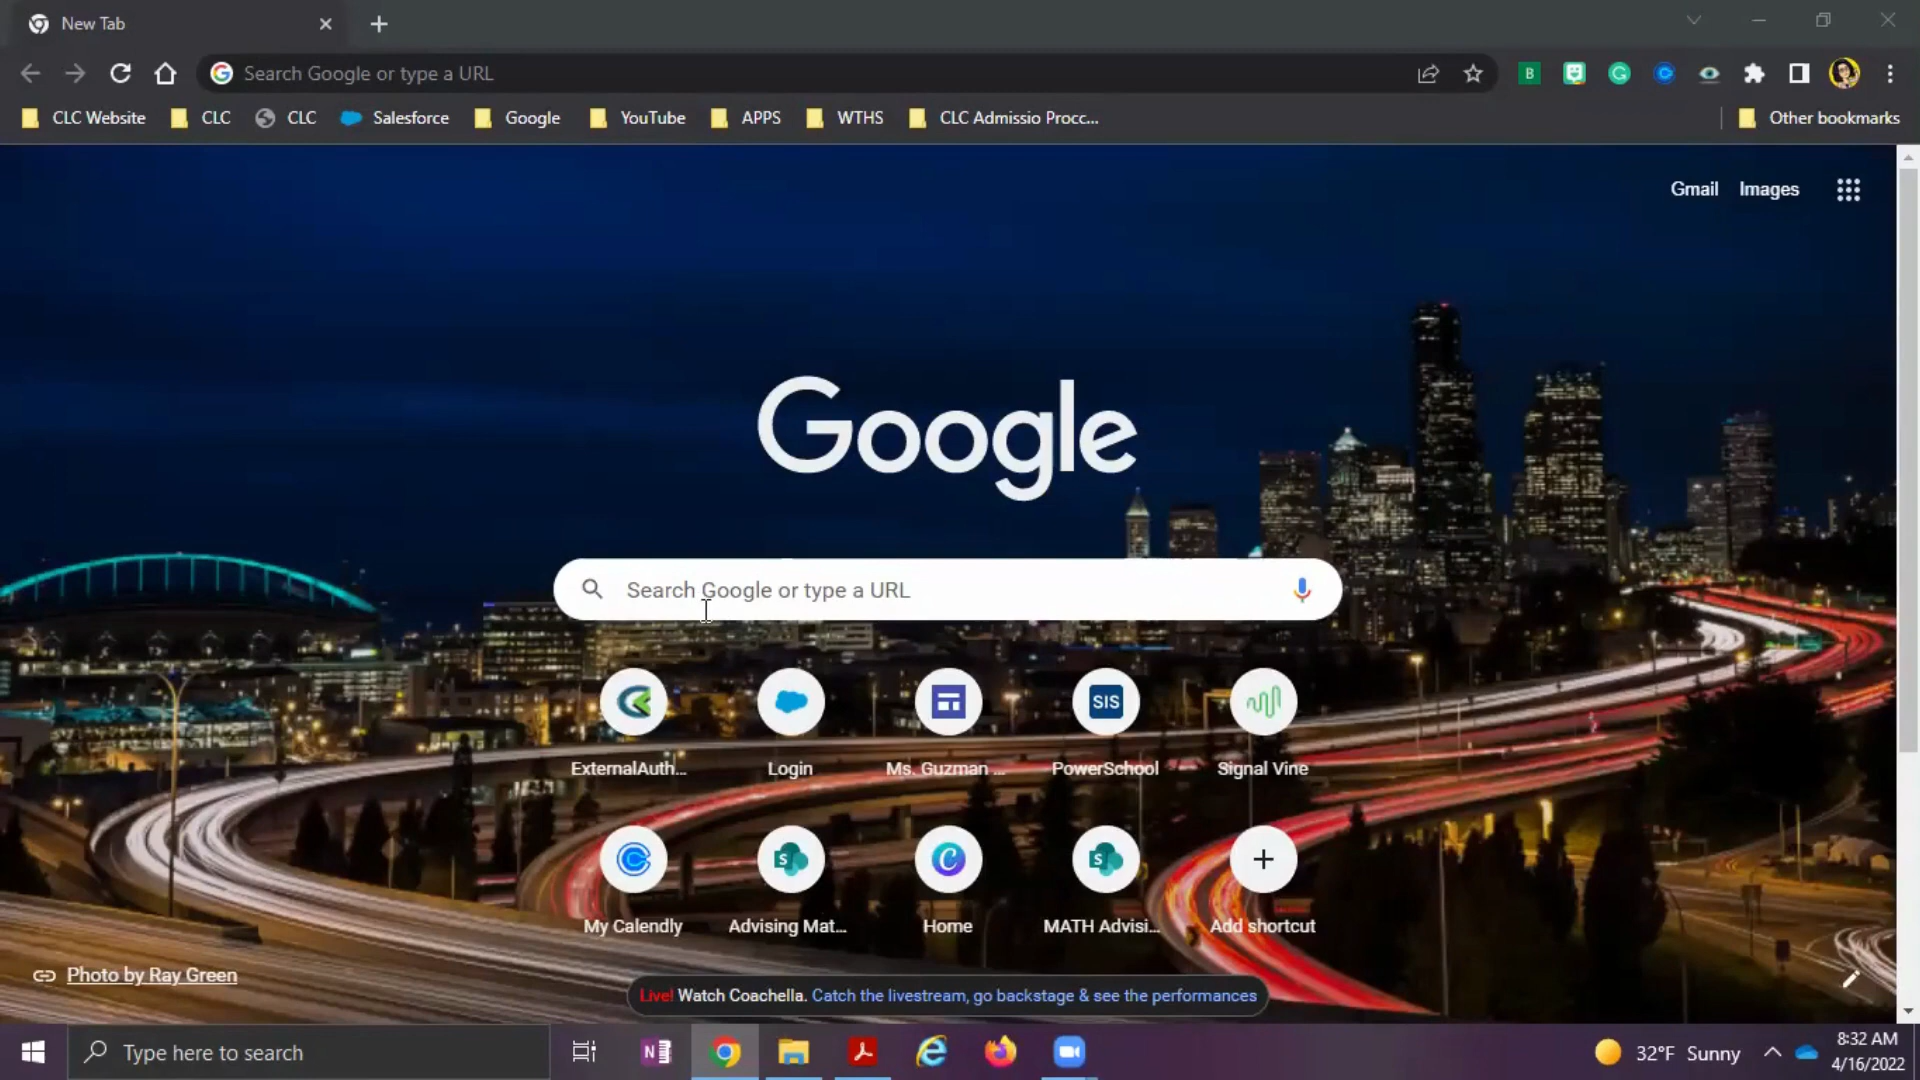 New Tab
Search Google or type a URL
B
CLC Website CLC CLC Salesforce Google YouTube APPS WTHS CLC Admissio Procc... Other bookmarks
Gmail Images
Google
Search Google or type a URL
SIS
ExternalAuth... Login Ms. Guzman ... PowerSchool Signal Vine
S
C
S
My Calendly Advising Mat... Home MATH Advisi... Add shortcut
Photo by Ray Green
Live! Watch Coachella. Catch the livestream, go backstage & see the performances
Type here to search
N
32°F Sunny
8:32 AM
4/16/2022